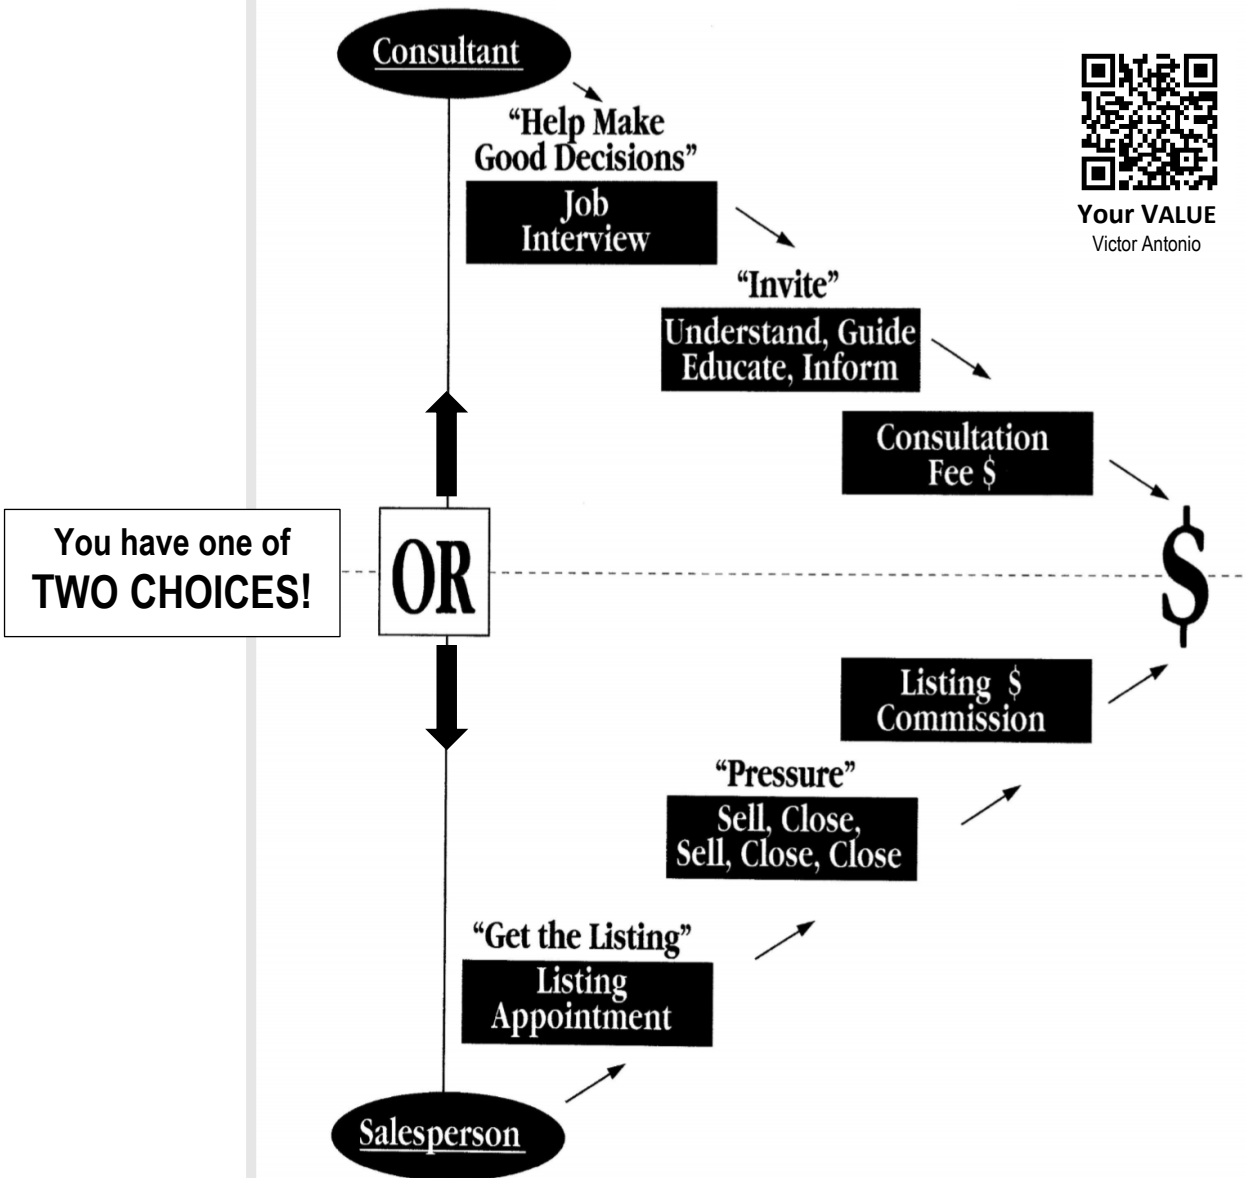 Consultant
“Help Make
Good Decisions”
Job
Interview
Your VALUE
Victor Antonio
“Invite”
Understand, Guide
Educate, Inform
Consultation
Fee $
You have one of
TWO CHOICES!
OR
$
Listing $
Commission
“Pressure”
Sell, Close,
Sell, Close, Close
“Get the Listing”
Listing
Appointment
Salesperson